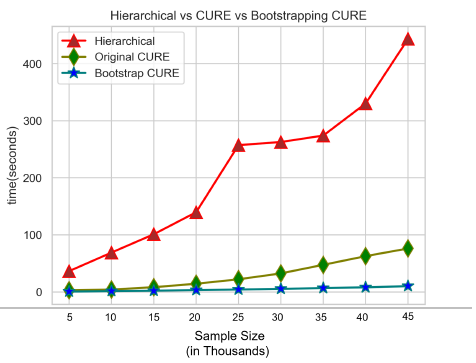 Hierarchical vs CURE vs Bootstrapping CURE
Hierarchical
Original CURE
Bootstrap CURE
time(seconds)
400
300
200
100
0
5 10 15 20 25 30 35 40 45
Sample Size
(in Thousands)